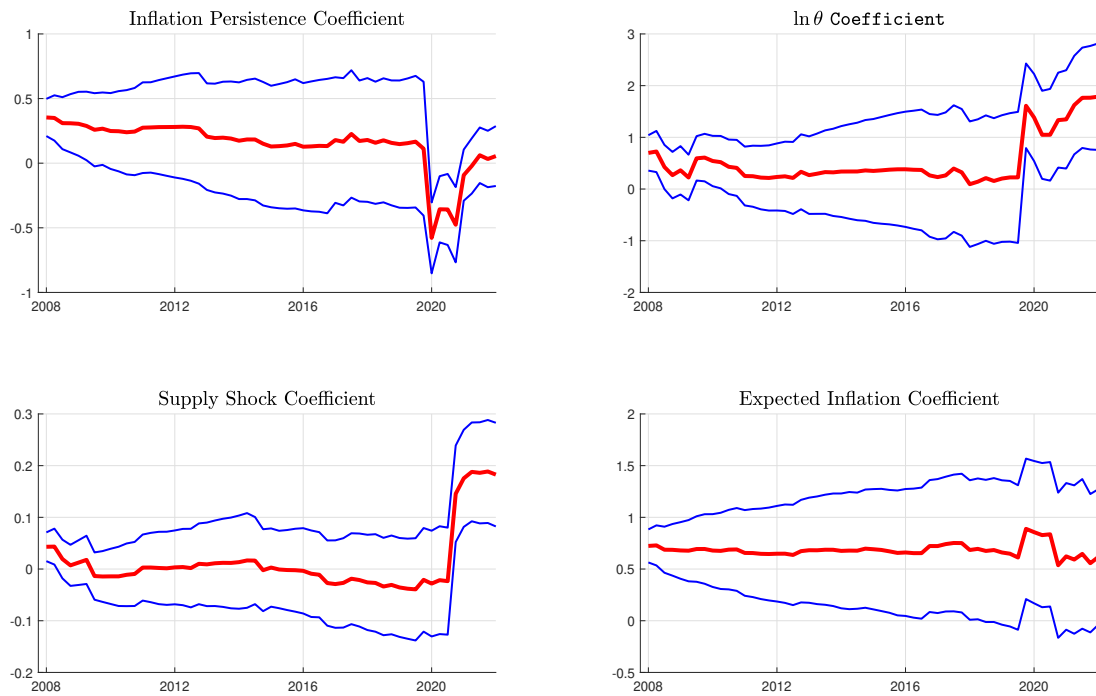 Inflation Persistence Coefficient
1
0.5
0
-0.5
-1
2008 2012 2016 2020
ln θ Coefficient
3
2
1
0
-1
-2
2008 2012 2016 2020
Supply Shock Coefficient
0.3
0.2
0.1
0
-0.1
-0.2
2008 2012 2016 2020
Expected Inflation Coefficient
2
1.5
1
0.5
0
-0.5
2008 2012 2016 2020